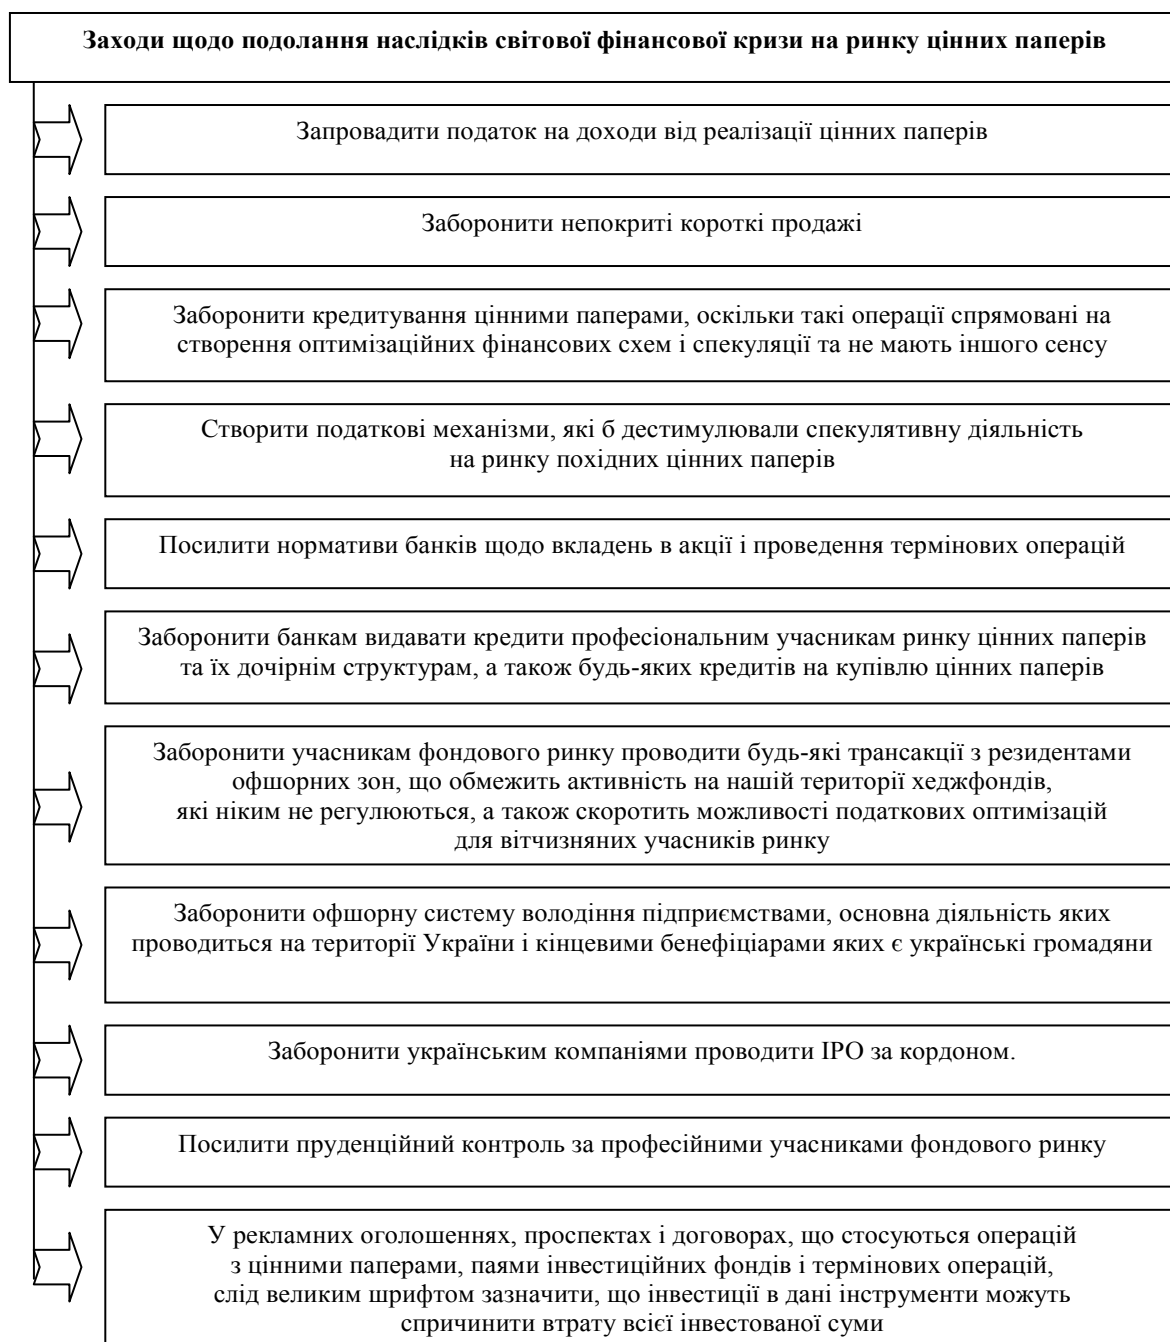 Заходи щодо подолання наслідків світової фінансової кризи на ринку цінних паперів
Запровадити податок на доходи від реалізації цінних паперів
Заборонити непокриті короткі продажі
Заборонити кредитування цінними паперами, оскільки такі операції спрямовані на
створення оптимізаційних фінансових схем і спекуляції та не мають іншого сенсу
Створити податкові механізми, які б дестимулювали спекулятивну діяльність
на ринку похідних цінних паперів
Посилити нормативи банків щодо вкладень в акції і проведення термінових операцій
Заборонити банкам видавати кредити професіональним учасникам ринку цінних паперів
та їх дочірнім структурам, а також будь-яких кредитів на купівлю цінних паперів
Заборонити учасникам фондового ринку проводити будь-які трансакції з резидентами
офшорних зон, що обмежить активність на нашій території хеджфондів,
які ніким не регулюються, а також скоротить можливості податкових оптимізацій
для вітчизняних учасників ринку
Заборонити офшорну систему володіння підприємствами, основна діяльність яких
проводиться на території України і кінцевими бенефіціарами яких є українські громадяни
Заборонити українським компаніями проводити IPO за кордоном.
Посилити пруденційний контроль за професійними учасниками фондового ринку
У рекламних оголошеннях, проспектах і договорах, що стосуються операцій
з цінними паперами, паями інвестиційних фондів і термінових операцій,
слід великим шрифтом зазначити, що інвестиції в дані інструменти можуть
спричинити втрату всієї інвестованої суми